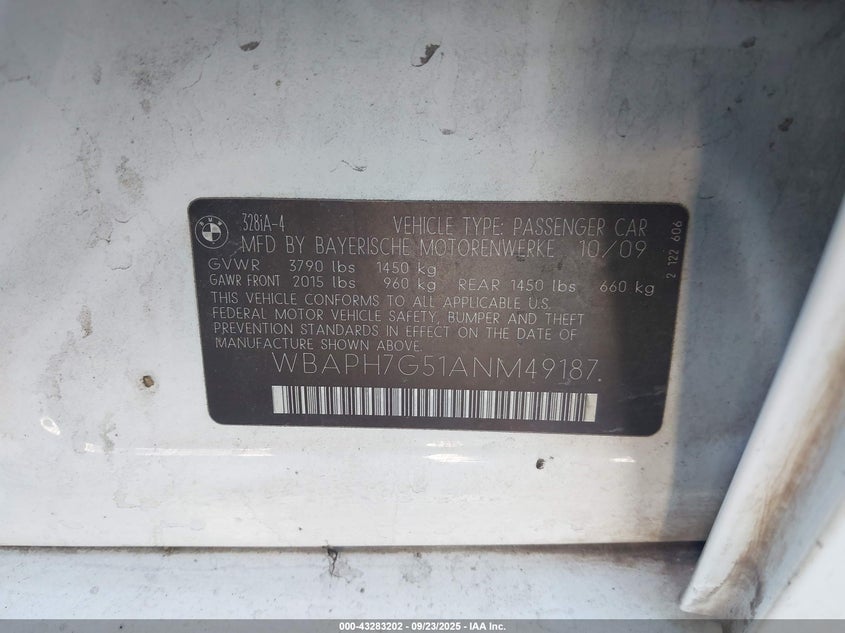 BMW
328iA-4 VEHICLE TYPE: PASSENGER CAR
MFD BY BAYERISCHE MOTORENWERKE 10/09
GVWR 3790 lbs 1450 kg
GAWR FRONT 2015 lbs 960 kg REAR 1450 lbs 660 kg
THIS VEHICLE CONFORMS TO ALL APPLICABLE U.S.
FEDERAL MOTOR VEHICLE SAFETY, BUMPER AND THEFT
PREVENTION STANDARDS IN EFFECT ON THE DATE OF
MANUFACTURE SHOWN ABOVE.
WBAPH7G51ANM49187
2 122 606
000-43283202 - 09/23/2025 - IAA Inc.